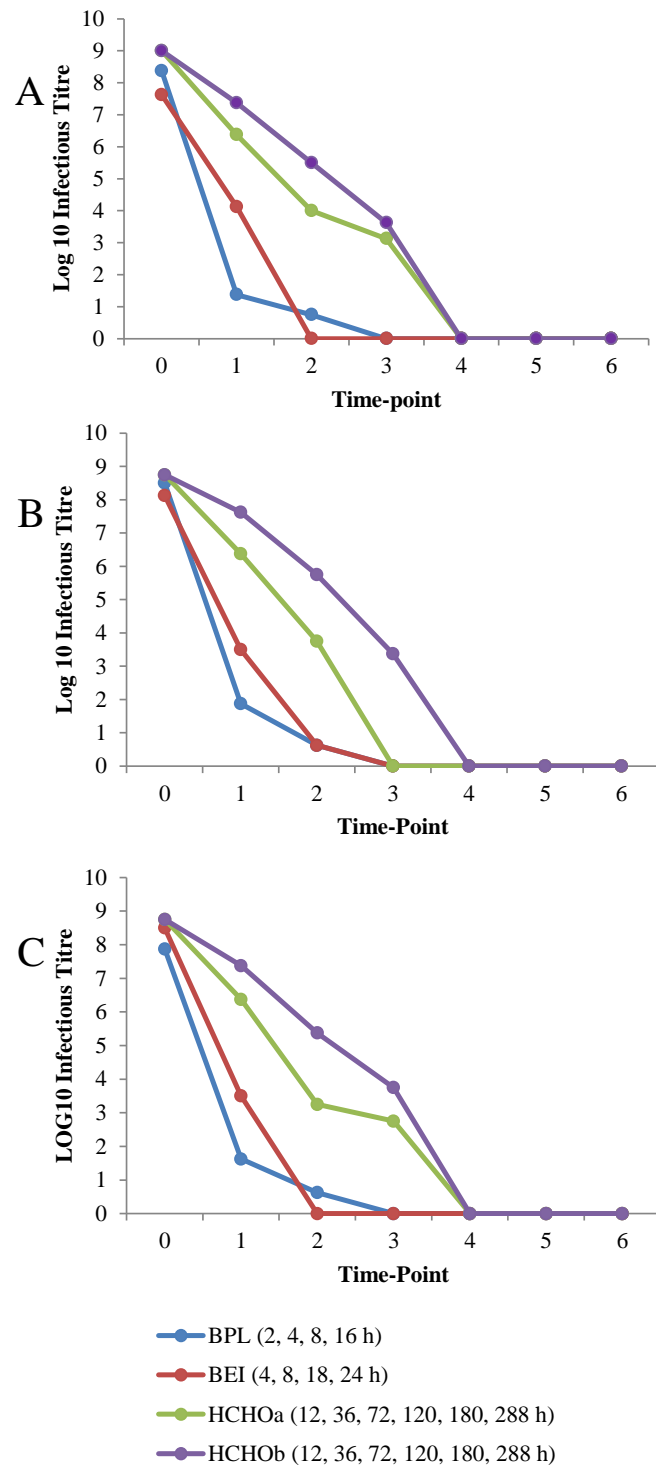 A
Log 10 Infectious Titre
10
9
8
7
6
5
4
3
2
1
0
0 1 2 3 4 5 6
Time-point
B
Log 10 Infectious Titre
10
9
8
7
6
5
4
3
2
1
0
0 1 2 3 4 5 6
Time-Point
C
LOG10 Infectious Titre
10
9
8
7
6
5
4
3
2
1
0
0 1 2 3 4 5 6
Time-Point
BPL (2, 4, 8, 16 h)
BEI (4, 8, 18, 24 h)
HCHOa (12, 36, 72, 120, 180, 288 h)
HCHOb (12, 36, 72, 120, 180, 288 h)